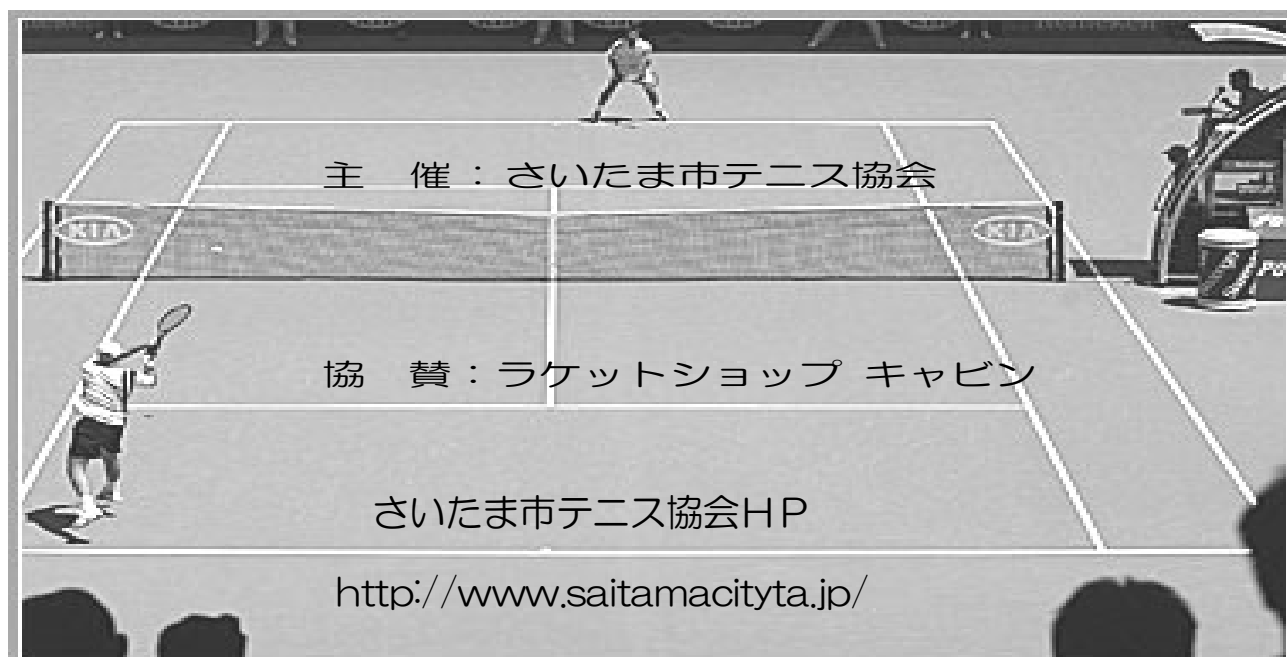 主　催：さいたま市テニス協会
KIA KIA
協　賛：ラケットショップ キャビン
さいたま市テニス協会ＨＰ
http://www.saitamacityta.jp/